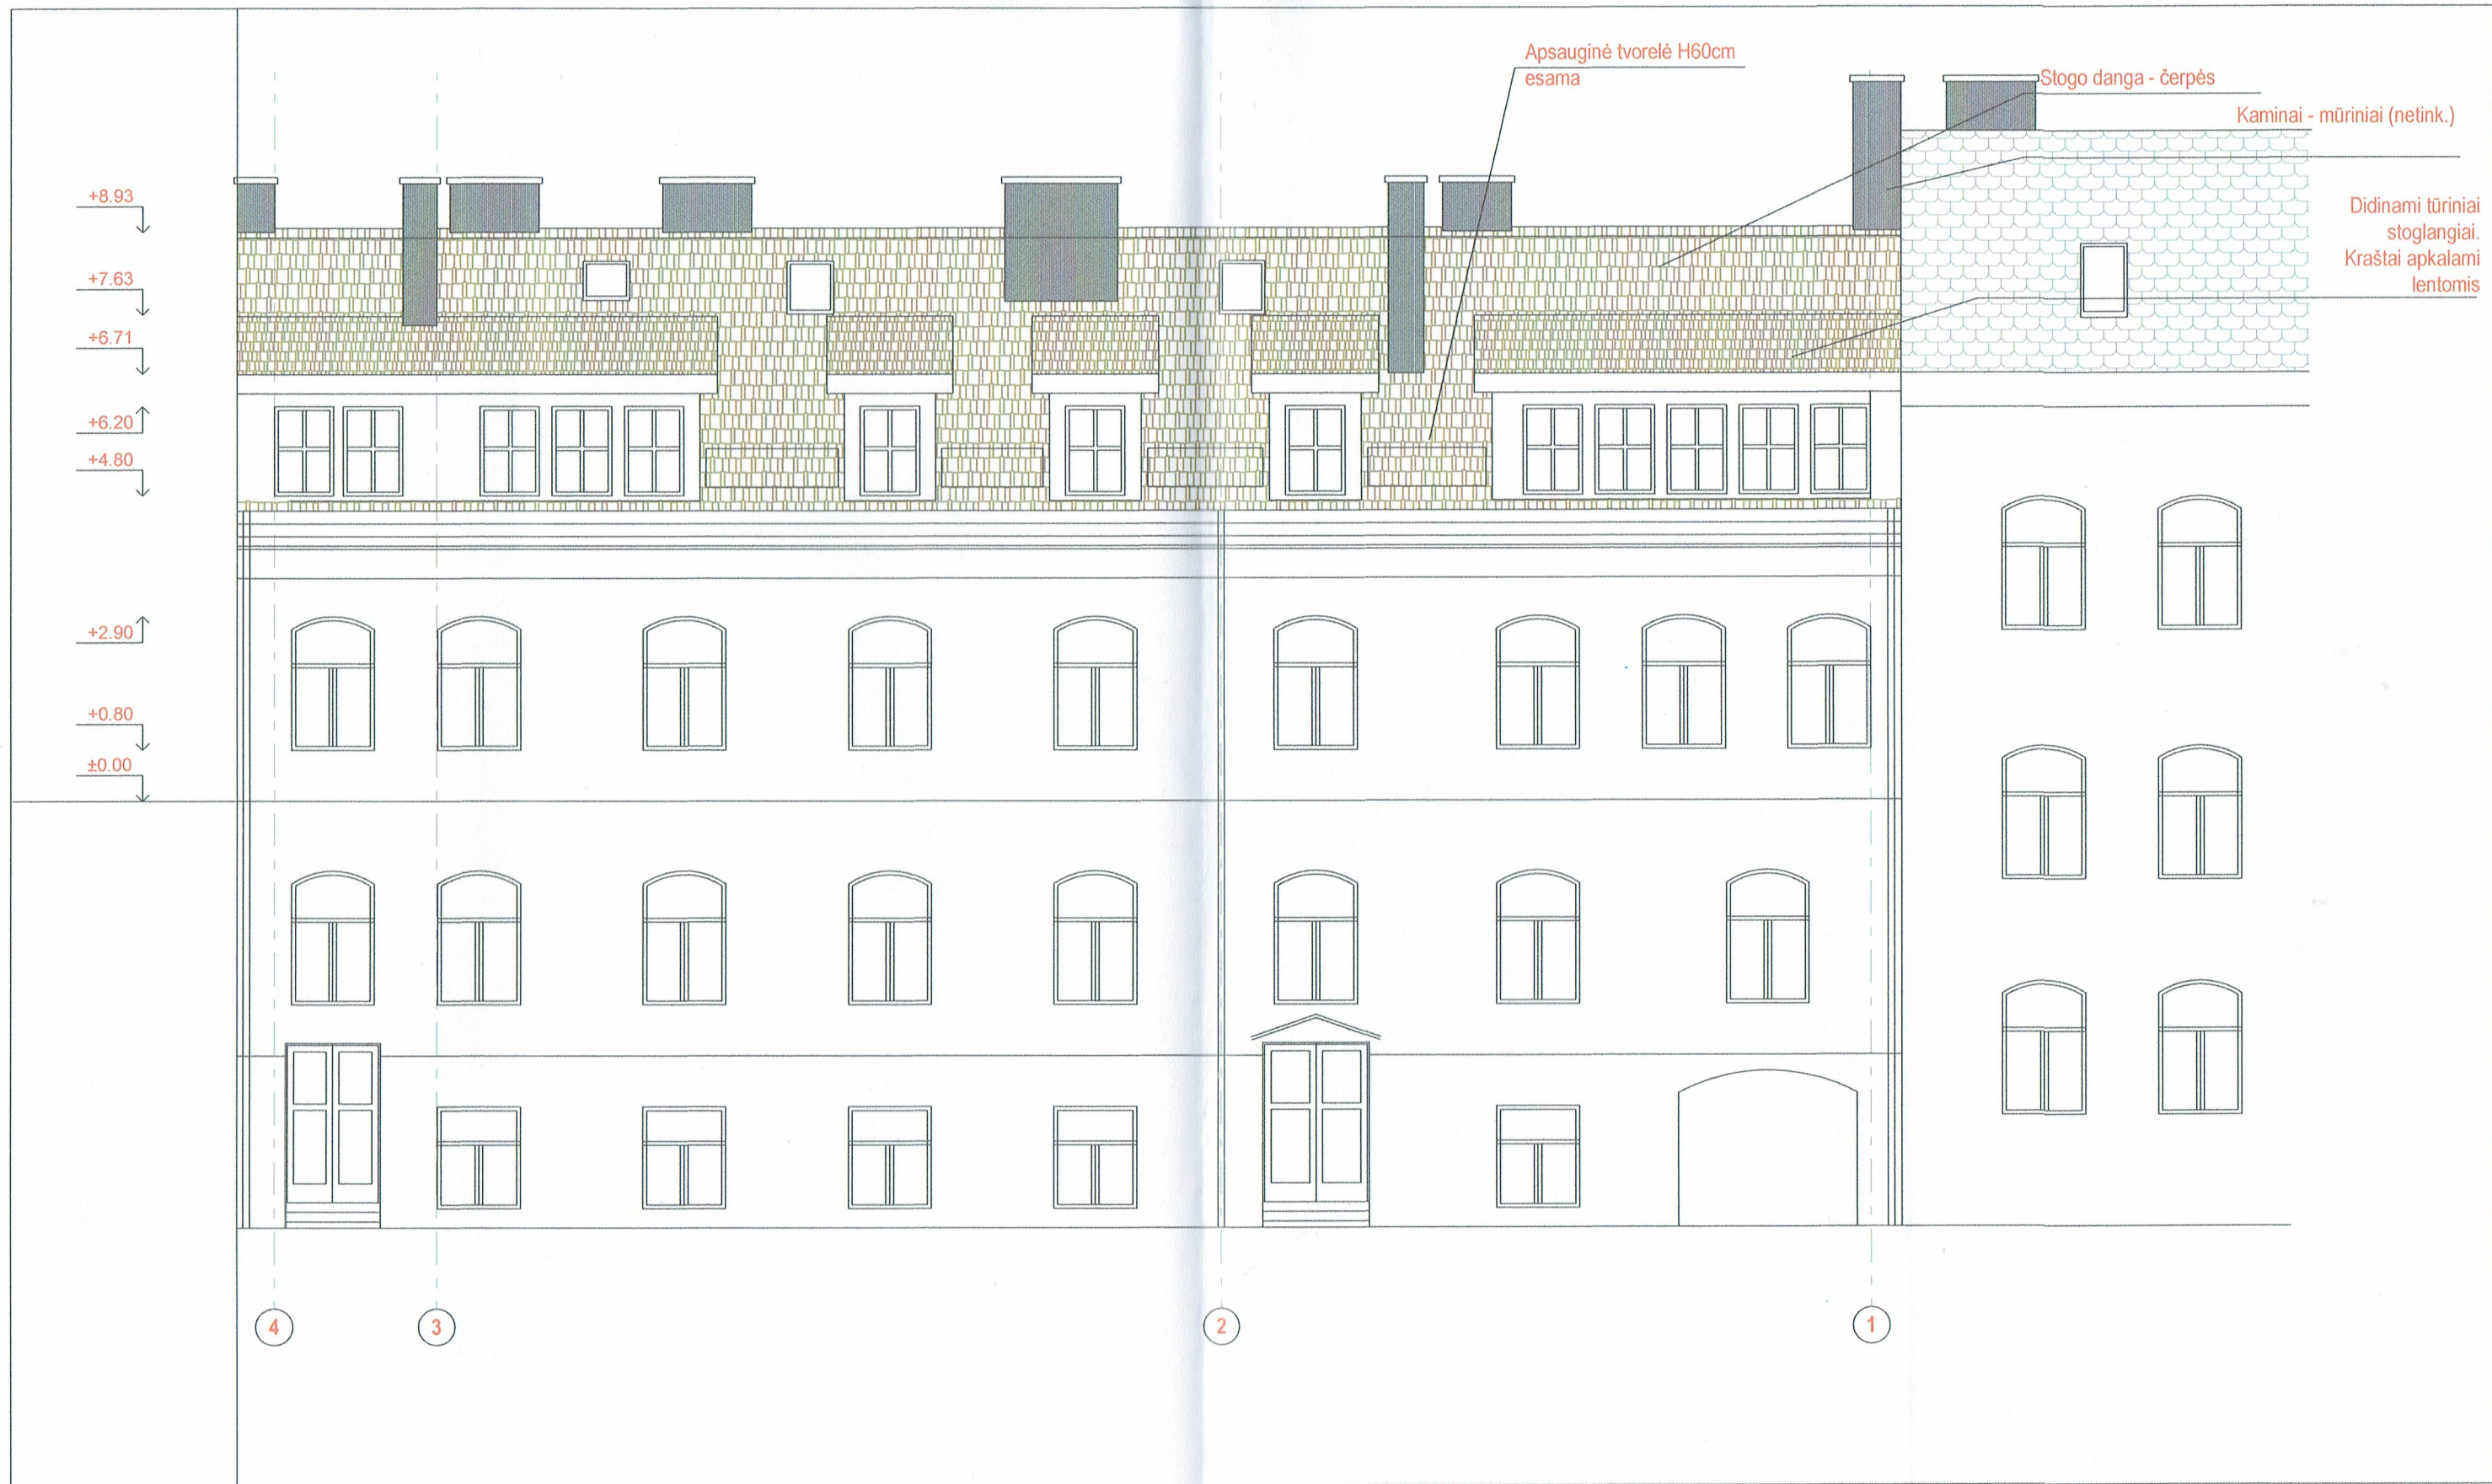 Apsauginė tvorelė H60cm
esama
Stogo danga - čerpės
Kaminai - mūriniai (netink.)
Didinami tūriniai
stoglangiai.
Kraštai apkalami
lentomis
+8.93
+7.63
+6.71
+6.20
+4.80
+2.90
+0.80
±0.00
4
3
2
1